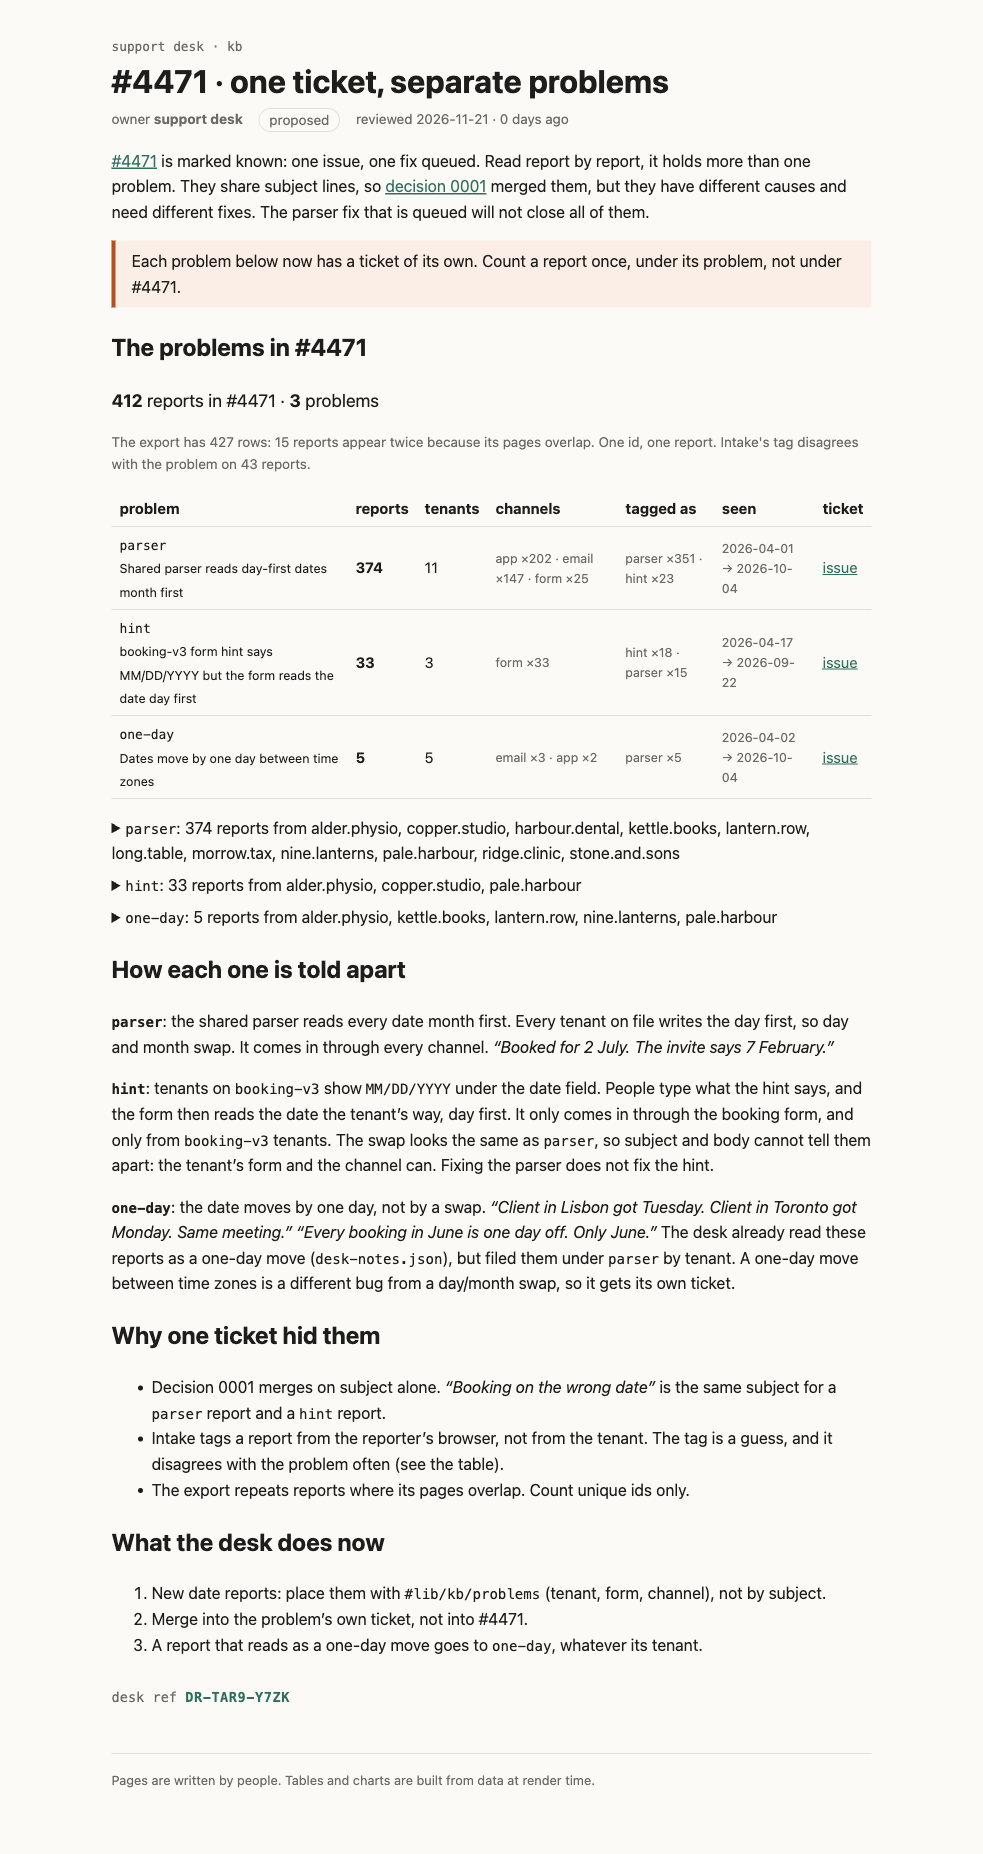 support desk · kb
#4471 · one ticket, separate problems
owner support desk proposed reviewed 2026-11-21 · 0 days ago
#4471 is marked known: one issue, one fix queued. Read report by report, it holds more than one
problem. They share subject lines, so decision 0001 merged them, but they have different causes and
need different fixes. The parser fix that is queued will not close all of them.
Each problem below now has a ticket of its own. Count a report once, under its problem, not under
#4471.
The problems in #4471
412 reports in #4471 · 3 problems
The export has 427 rows: 15 reports appear twice because its pages overlap. One id, one report. Intake's tag disagrees
with the problem on 43 reports.
problem reports tenants channels tagged as seen ticket
parser
Shared parser reads day-first dates
month first
374
11
app ×202 · email
×147 · form ×25
parser ×351 ·
hint ×23
2026-04-01
→ 2026-10-
04
issue
hint
booking-v3 form hint says
MM/DD/YYYY but the form reads the
date day first
33
3
form ×33
hint ×18 ·
parser ×15
2026-04-17
→ 2026-09-
22
issue
one-day
Dates move by one day between time
zones
5
5
email ×3 · app ×2
parser ×5
2026-04-02
→ 2026-10-
04
issue
▶ parser: 374 reports from alder.physio, copper.studio, harbour.dental, kettle.books, lantern.row,
long.table, morrow.tax, nine.lanterns, pale.harbour, ridge.clinic, stone.and.sons
▶ hint: 33 reports from alder.physio, copper.studio, pale.harbour
▶ one-day: 5 reports from alder.physio, kettle.books, lantern.row, nine.lanterns, pale.harbour
How each one is told apart
parser: the shared parser reads every date month first. Every tenant on file writes the day first, so day
and month swap. It comes in through every channel. “Booked for 2 July. The invite says 7 February.”
hint: tenants on booking-v3 show MM/DD/YYYY under the date field. People type what the hint says, and
the form then reads the date the tenant’s way, day first. It only comes in through the booking form, and
only from booking-v3 tenants. The swap looks the same as parser, so subject and body cannot tell them
apart: the tenant’s form and the channel can. Fixing the parser does not fix the hint.
one-day: the date moves by one day, not by a swap. “Client in Lisbon got Tuesday. Client in Toronto got
Monday. Same meeting.” “Every booking in June is one day off. Only June.” The desk already read these
reports as a one-day move (desk-notes.json), but filed them under parser by tenant. A one-day move
between time zones is a different bug from a day/month swap, so it gets its own ticket.
Why one ticket hid them
• Decision 0001 merges on subject alone. “Booking on the wrong date” is the same subject for a
parser report and a hint report.
• Intake tags a report from the reporter’s browser, not from the tenant. The tag is a guess, and it
disagrees with the problem often (see the table).
• The export repeats reports where its pages overlap. Count unique ids only.
What the desk does now
1. New date reports: place them with #lib/kb/problems (tenant, form, channel), not by subject.
2. Merge into the problem’s own ticket, not into #4471.
3. A report that reads as a one-day move goes to one-day, whatever its tenant.
desk ref DR-TAR9-Y7ZK
Pages are written by people. Tables and charts are built from data at render time.